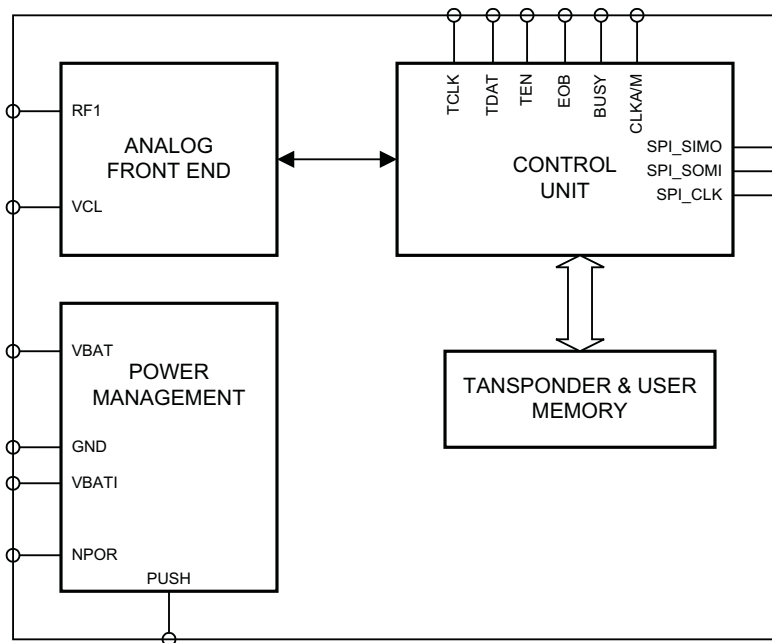 TCLK
TDAT
TEN
EOB
BUSY
CLKA/M
RF1
ANALOG
FRONT END
VCL
CONTROL
UNIT
SPI_SIMO
SPI_SOMI
SPI_CLK
VBAT
POWER
MANAGEMENT
GND
VBATI
NPOR
PUSH
TANSPONDER & USER
MEMORY